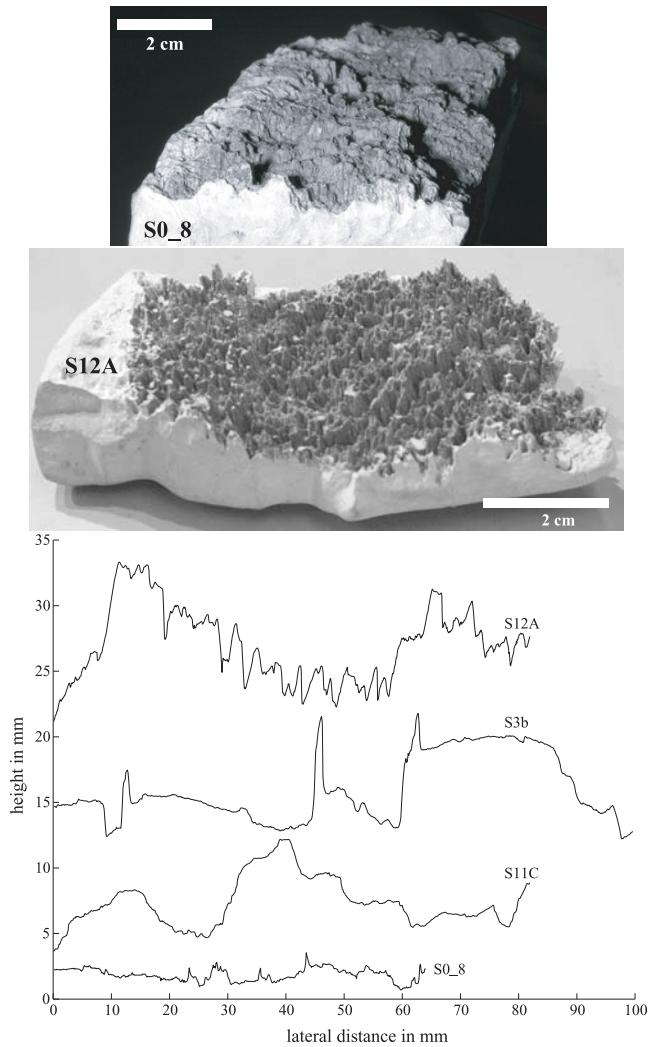 2 cm
S0_8
S12A
2 cm
35
30
25
20
15
10
5
0
height in mm
S12A
S3b
S11C
S0_8
0 10 20 30 40 50 60 70 80 90 100
lateral distance in mm